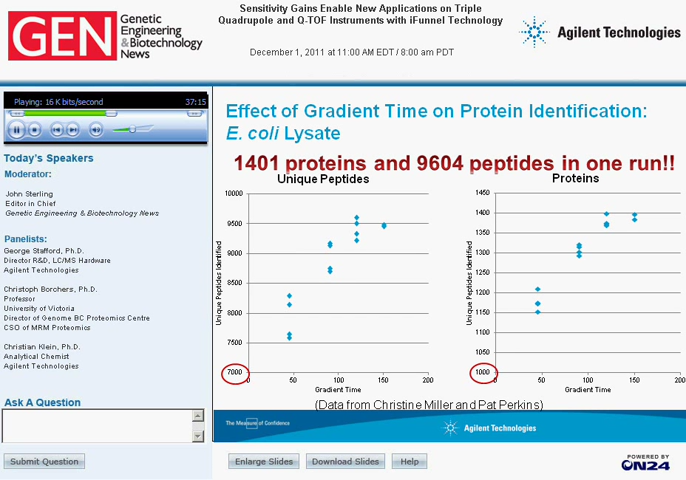 GEN
Genetic
Engineering
& Biotechnology
News
Sensitivity Gains Enable New Applications on Triple
Quadrupole and Q-TOF Instruments with iFunnel Technology
December 1, 2011 at 11:00 AM EDT / 8:00 am PDT
Agilent Technologies
Playing: 16 K bits/second 37:15
Today's Speakers
Moderator:
John Sterling
Editor in Chief
Genetic Engineering & Biotechnology News
Panelists:
George Stafford, Ph.D.
Director R&D, LC/MS Hardware
Agilent Technologies
Christoph Borchers, Ph.D.
Professor
University of Victoria
Director of Genome BC Proteomics Centre
CSO of MRM Proteomics
Christian Klein, Ph.D.
Analytical Chemist
Agilent Technologies
Ask A Question
Submit Question
Effect of Gradient Time on Protein Identification:
E. coli Lysate
1401 proteins and 9604 peptides in one run!!
Unique Peptides
Unique Peptides Identified
10000
9500
9000
8500
8000
7500
7000
0 50 100 150 200
Gradient Time
Proteins
Unique Peptides Identified
1450
1400
1350
1300
1250
1200
1150
1100
1050
1000
0 50 100 150 200
Gradient Time
(Data from Christine Miller and Pat Perkins)
The Measure of Confidence
Agilent Technologies
Enlarge Slides
Download Slides
Help
POWERED BY
ON24